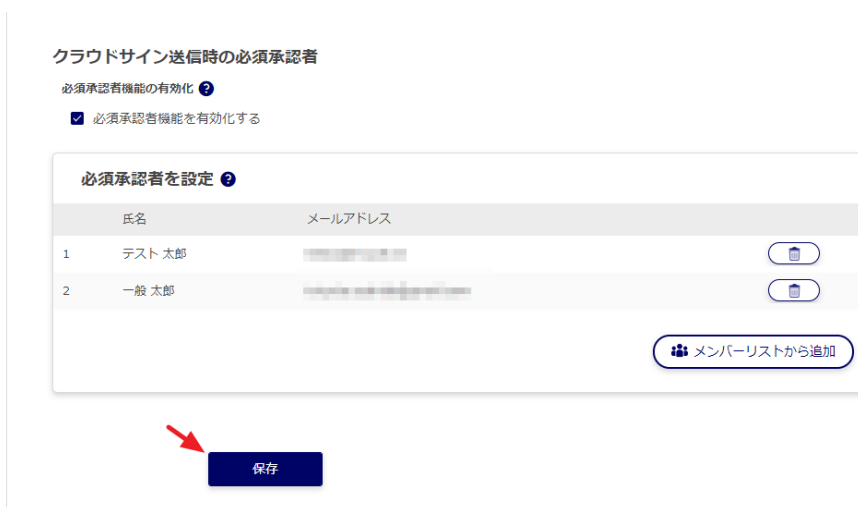 クラウドサイン送信時の必須承認者
必須承認者機能の有効化 ?
必須承認者機能を有効化する
必須承認者を設定 ?
氏名 メールアドレス
1 テスト 太郎
2 一般 太郎
メンバーリストから追加
保存